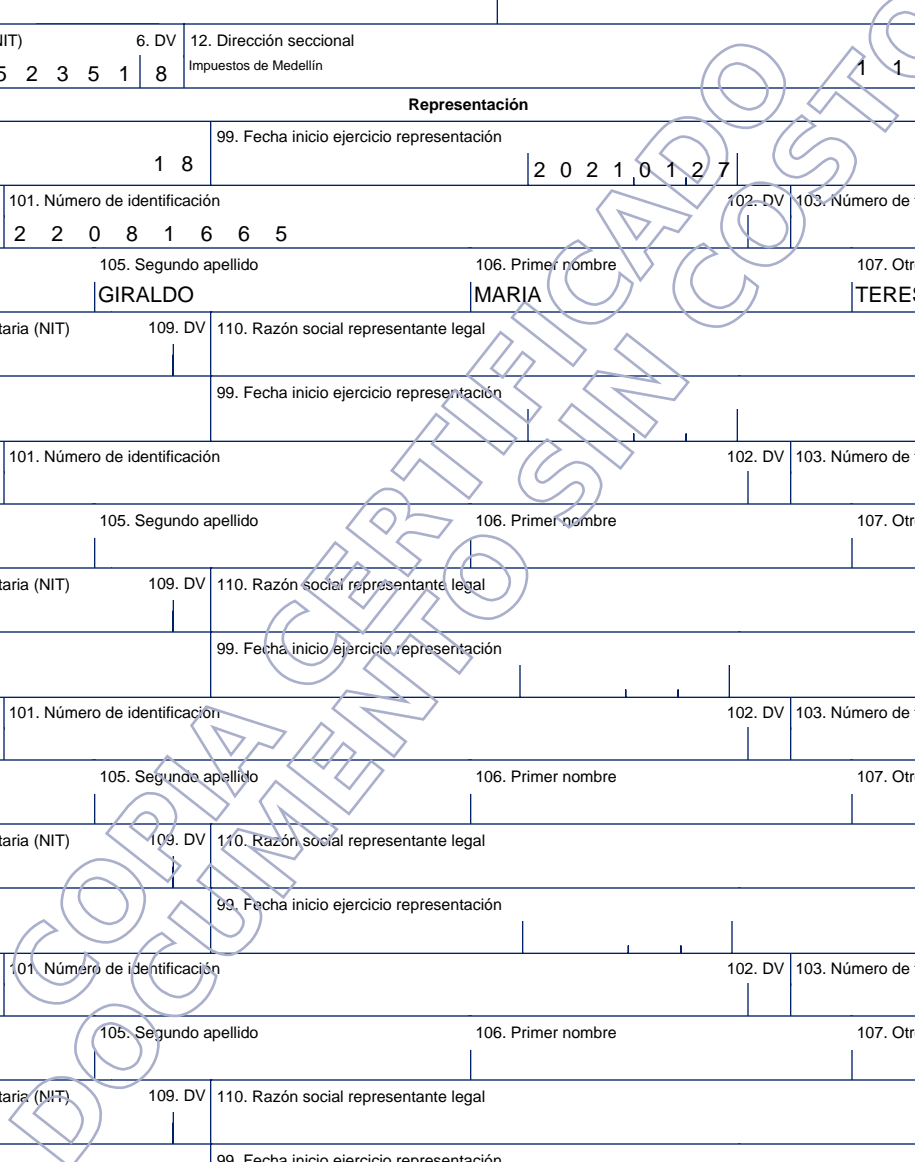 NIT) 6. DV 12. Dirección seccional
5 2 3 5 1 8 Impuestos de Medellín 1 1
Representación
99. Fecha inicio ejercicio representación
1 8 2 0 2 1 0 1 2 7
101. Número de identificación 102. DV 103. Número de
2 2 0 8 1 6 6 5
105. Segundo apellido 106. Primer nombre 107. Otr
GIRALDO MARIA TERES
taria (NIT) 109. DV 110. Razón social representante legal
99. Fecha inicio ejercicio representación
101. Número de identificación 102. DV 103. Número de
105. Segundo apellido 106. Primer nombre 107. Otr
taria (NIT) 109. DV 110. Razón social representante legal
99. Fecha inicio ejercicio representación
101. Número de identificación 102. DV 103. Número de
105. Segundo apellido 106. Primer nombre 107. Otr
taria (NIT) 109. DV 110. Razón social representante legal
99. Fecha inicio ejercicio representación
101. Número de identificación 102. DV 103. Número de
105. Segundo apellido 106. Primer nombre 107. Otr
taria (NIT) 109. DV 110. Razón social representante legal
99. Fecha inicio ejercicio representación
COPIA CERTIFICADO
DOCUMENTO SIN COSTO